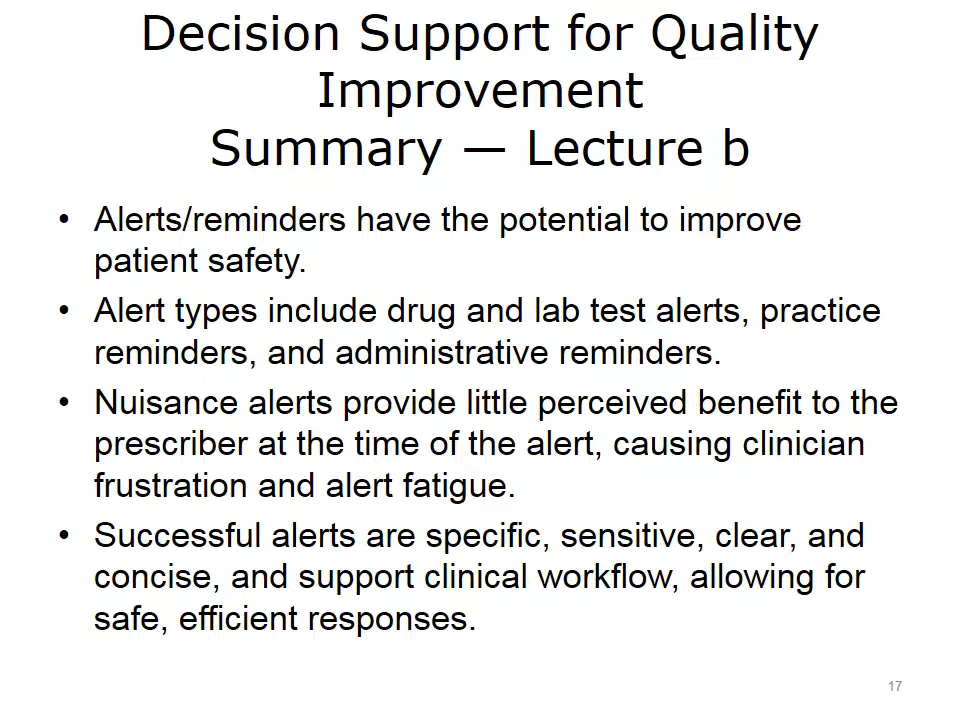 Decision Support for Quality
Improvement
Summary — Lecture b
• Alerts/reminders have the potential to improve
patient safety.
• Alert types include drug and lab test alerts, practice
reminders, and administrative reminders.
• Nuisance alerts provide little perceived benefit to the
prescriber at the time of the alert, causing clinician
frustration and alert fatigue.
• Successful alerts are specific, sensitive, clear, and
concise, and support clinical workflow, allowing for
safe, efficient responses.
17